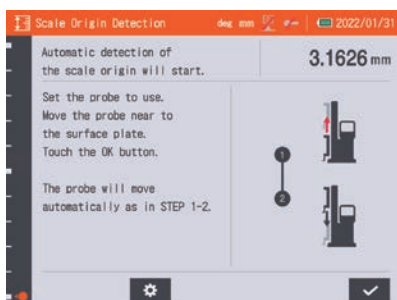 Scale Origin Detection
deg mm 2022/01/31
Automatic detection of
the scale origin will start.
3.1626 mm
Set the probe to use.
Move the probe near to
the surface plate.
Touch the OK button.
1
2
The probe will move
automatically as in STEP 1-2.